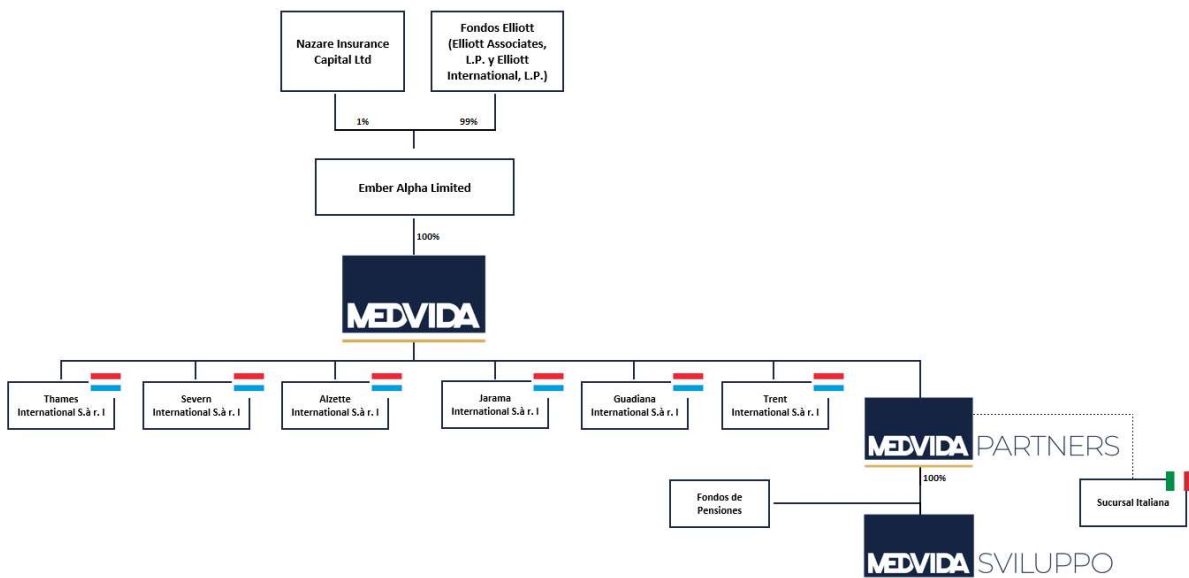 Nazare Insurance
Capital Ltd
Fondos Elliott
(Elliott Associates,
L.P. y Elliott
International, L.P.)
1%
99%
Ember Alpha Limited
100%
MEDVIDA
Thames
International S.à r. l
Severn
International S.à r. l
Alzette
International S.à r. l
Jarama
International S.à r. l
Guadiana
International S.à r. l
Trent
International S.à r. l
MEDVIDA PARTNERS
100%
Fondos de
Pensiones
Sucursal Italiana
MEDVIDA SVILUPPO